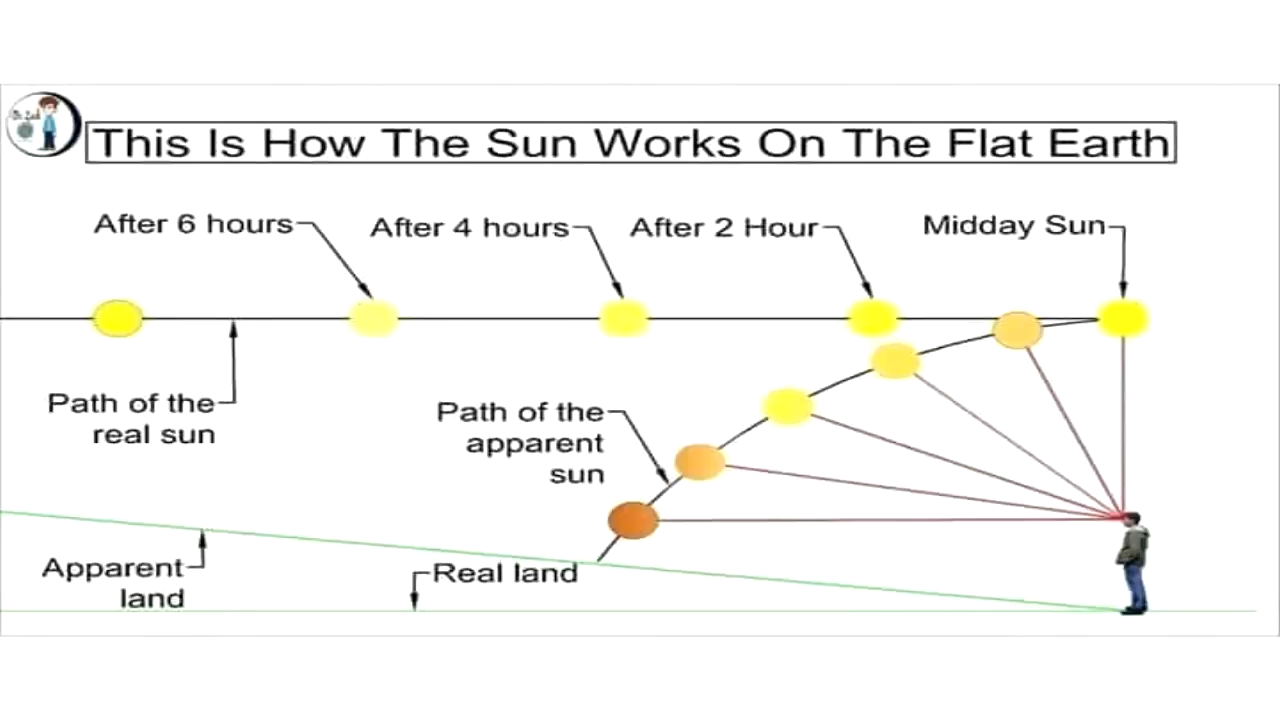 This Is How The Sun Works On The Flat Earth
After 6 hours
After 4 hours
After 2 Hour
Midday Sun
Path of the
real sun
Path of the
apparent
sun
Apparent
land
Real land